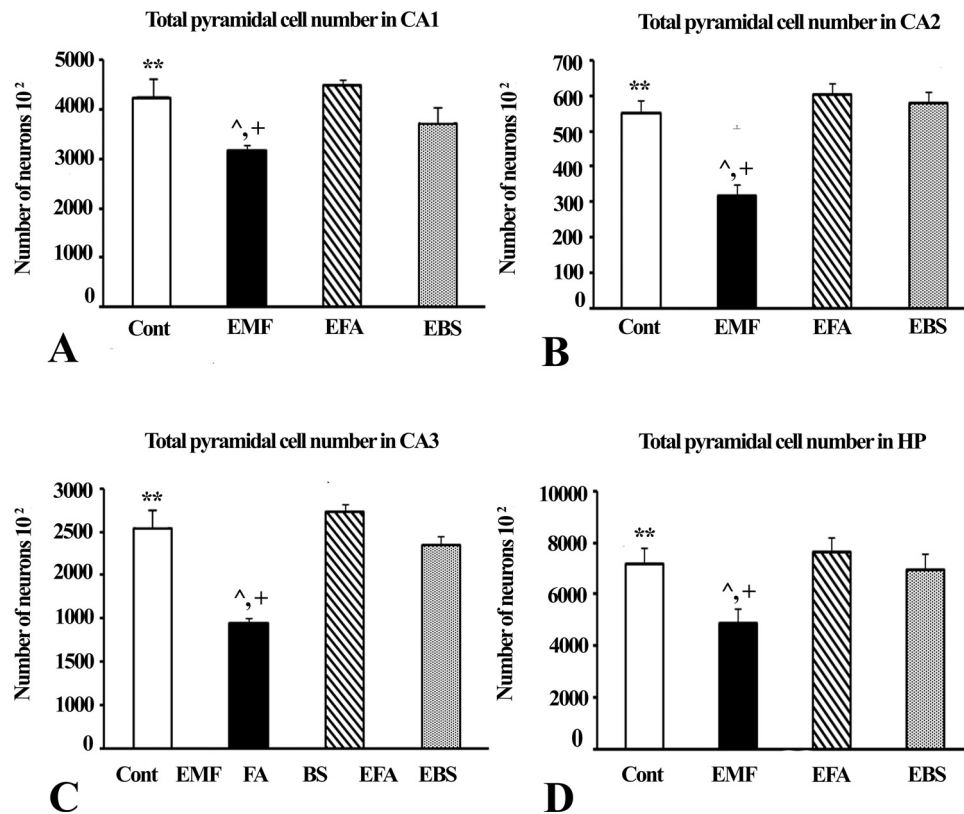 Total pyramidal cell number in CA1
Number of neurons 10²
5000
4000
3000
4000
1000
0
**
^,+
Cont EMF EFA EBS
A
Total pyramidal cell number in CA2
Number of neurons 10²
700
600
500
400
300
200
100
0
**
^,+
Cont EMF EFA EBS
B
Total pyramidal cell number in CA3
Number of neurons 10²
3000
2500
2000
1000
1500
1000
0
**
^,+
Cont EMF FA BS EFA EBS
C
Total pyramidal cell number in HP
Number of neurons 10²
10000
8000
6000
4000
2000
0
**
^,+
Cont EMF EFA EBS
D